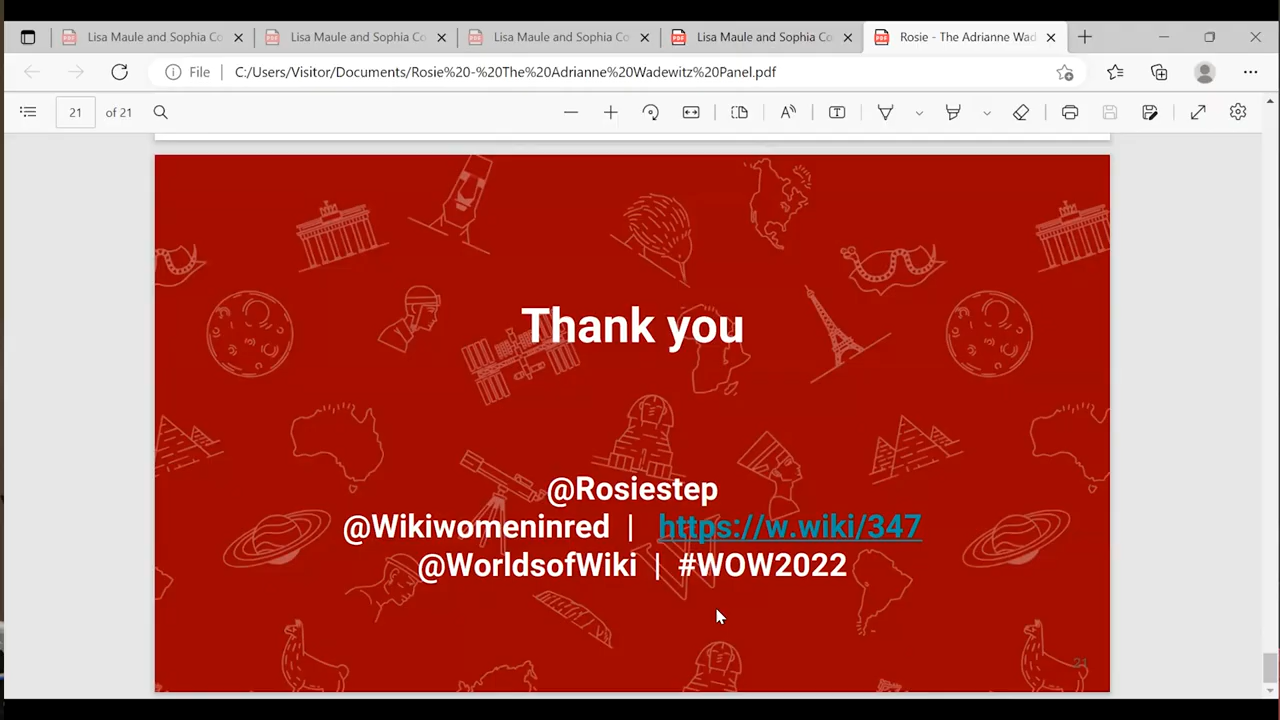 Lisa Maule and Sophia Co
Lisa Maule and Sophia Co
Lisa Maule and Sophia Co
Lisa Maule and Sophia Co
Rosie - The Adrianne Wad
File
C:/Users/Visitor/Documents/Rosie%20-%20The%20Adrianne%20Wadewitz%20Panel.pdf
21 of 21
Thank you
@Rosiestep
@Wikiwomeninred | https://w.wiki/347
@WorldsofWiki | #WOW2022
21